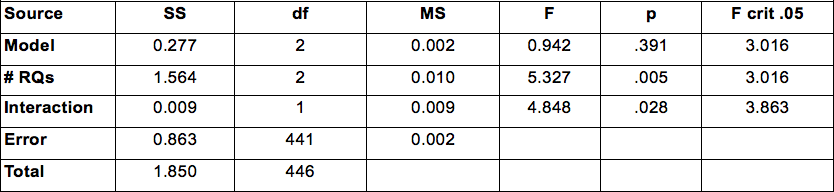 Source SS df MS F p F crit .05
Model 0.277 2 0.002 0.942 .391 3.016
# RQs 1.564 2 0.010 5.327 .005 3.016
Interaction 0.009 1 0.009 4.848 .028 3.863
Error 0.863 441 0.002
Total 1.850 446